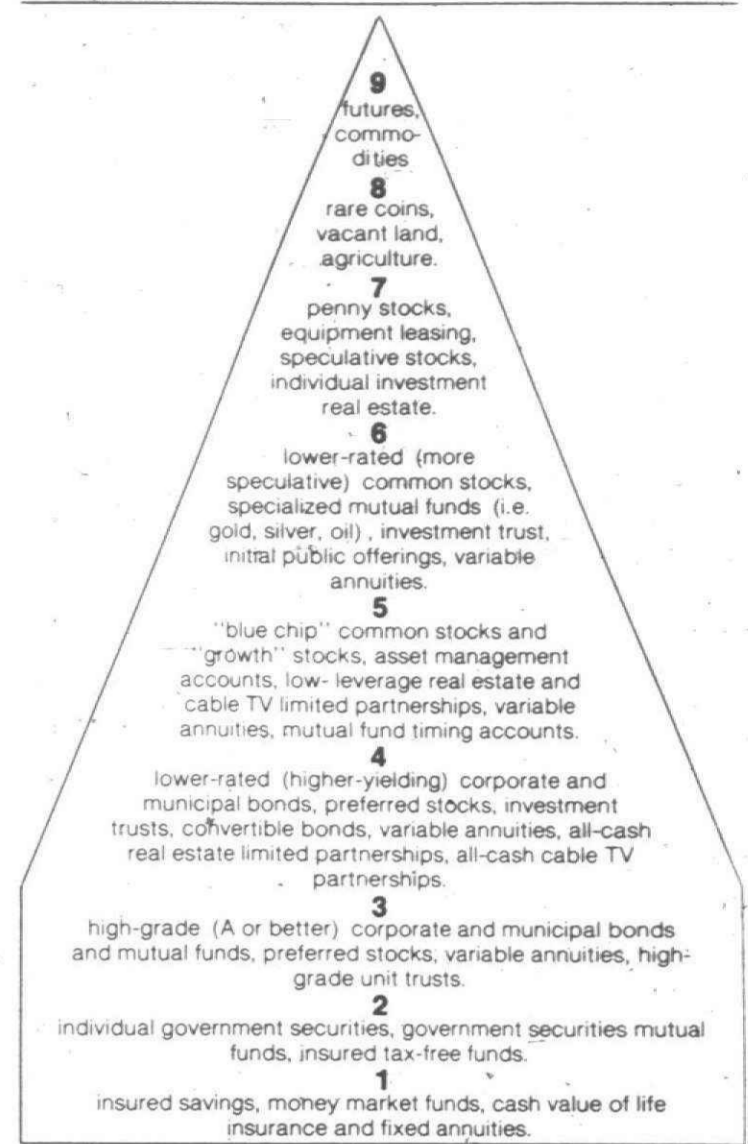 9
futures,
commo-
dities
8
rare coins,
vacant land,
agriculture.
7
penny stocks,
equipment leasing,
speculative stocks,
individual investment
real estate.
6
lower-rated (more
speculative) common stocks,
specialized mutual funds (i.e.
gold, silver, oil), investment trust,
initial public offerings, variable
annuities.
5
"blue chip" common stocks and
"growth" stocks, asset management
accounts, low- leverage real estate and
cable TV limited partnerships, variable
annuities, mutual fund timing accounts.
4
lower-rated (higher-yielding) corporate and
municipal bonds, preferred stocks, investment
trusts, convertible bonds, variable annuities, all-cash
real estate limited partnerships, all-cash cable TV
partnerships.
3
high-grade (A or better) corporate and municipal bonds
and mutual funds, preferred stocks, variable annuities, high-
grade unit trusts.
2
individual government securities, government securities mutual
funds, insured tax-free funds.
1
insured savings, money market funds, cash value of life
insurance and fixed annuities.